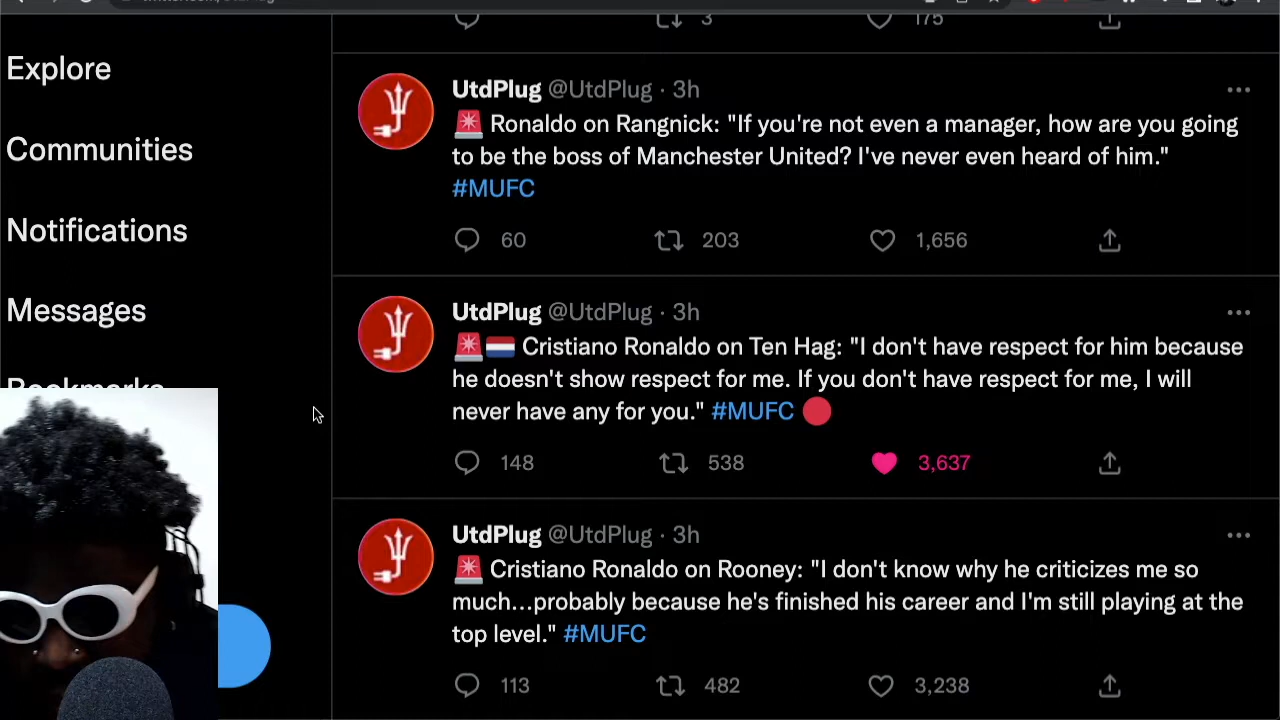 3 175
Explore
Communities
Notifications
Messages
Bookmarks
UtdPlug @UtdPlug · 3h
Ronaldo on Rangnick: "If you're not even a manager, how are you going
to be the boss of Manchester United? I've never even heard of him."
#MUFC
60 203 1,656
UtdPlug @UtdPlug · 3h
Cristiano Ronaldo on Ten Hag: "I don't have respect for him because
he doesn't show respect for me. If you don't have respect for me, I will
never have any for you." #MUFC
148 538 3,637
UtdPlug @UtdPlug · 3h
Cristiano Ronaldo on Rooney: "I don't know why he criticizes me so
much...probably because he's finished his career and I'm still playing at the
top level." #MUFC
113 482 3,238